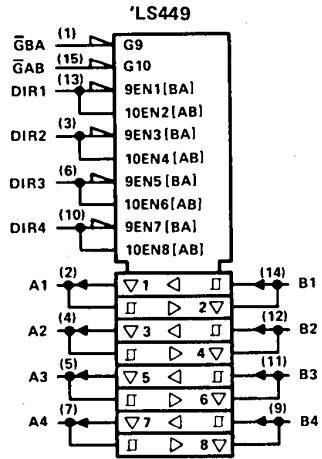 'LS449
G̅BA (1) G9
G̅AB (15) G10
DIR1 (13) 9EN1[BA]
10EN2[AB]
DIR2 (3) 9EN3[BA]
10EN4[AB]
DIR3 (6) 9EN5[BA]
10EN6[AB]
DIR4 (10) 9EN7[BA]
10EN8[AB]
A1 (2) ▽ 1 ◁ (14) B1
▷ 2 ▽
A2 (4) ▽ 3 ◁ (12) B2
▷ 4 ▽
A3 (5) ▽ 5 ◁ (11) B3
▷ 6 ▽
A4 (7) ▽ 7 ◁ (9) B4
▷ 8 ▽